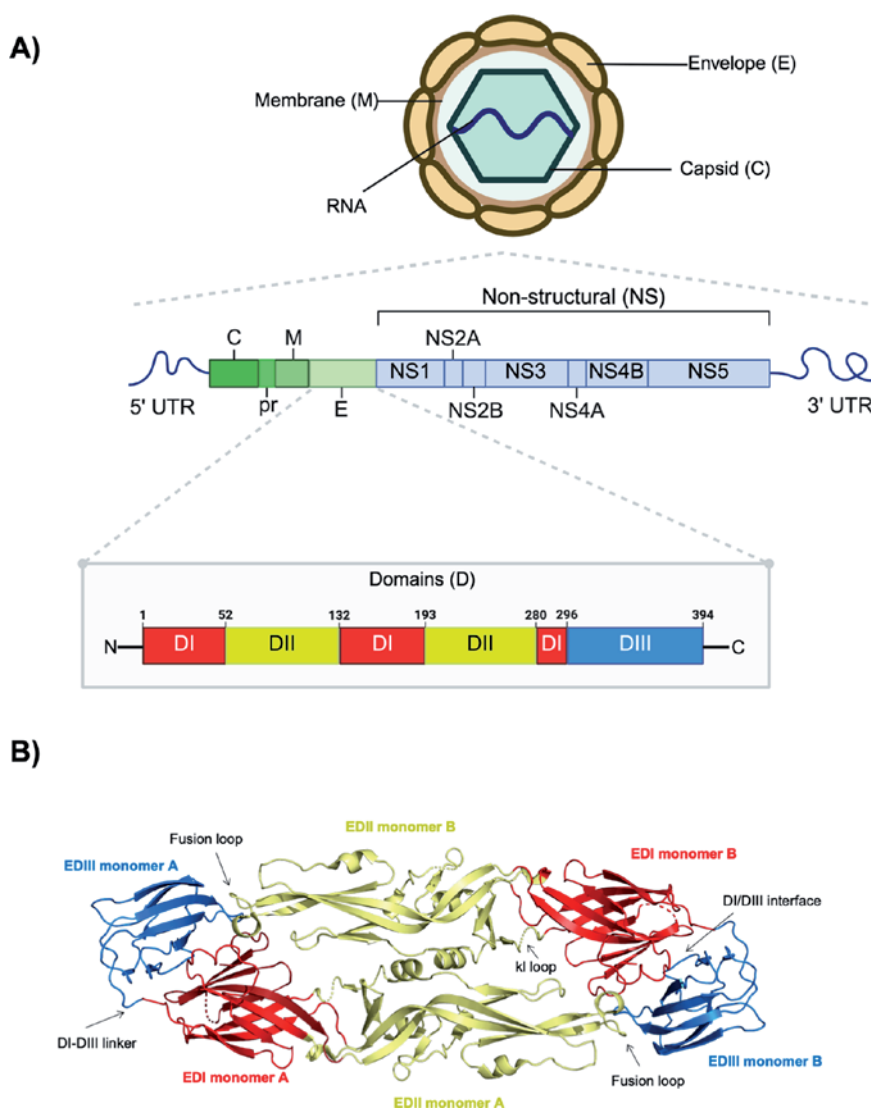 A)
Envelope (E)
Membrane (M)
Capsid (C)
RNA
Non-structural (NS)
C M NS2A
NS1 NS3 NS4B NS5
5' UTR pr E NS2B NS4A 3' UTR
Domains (D)
1 52 132 193 280 296 394
N DI DII DI DII DI DIII C
B)
EDII monomer B
Fusion loop
EDIII monomer A
EDI monomer B
DI/DIII interface
kl loop
DI-DIII linker
EDI monomer A
EDIII monomer B
Fusion loop
EDII monomer A